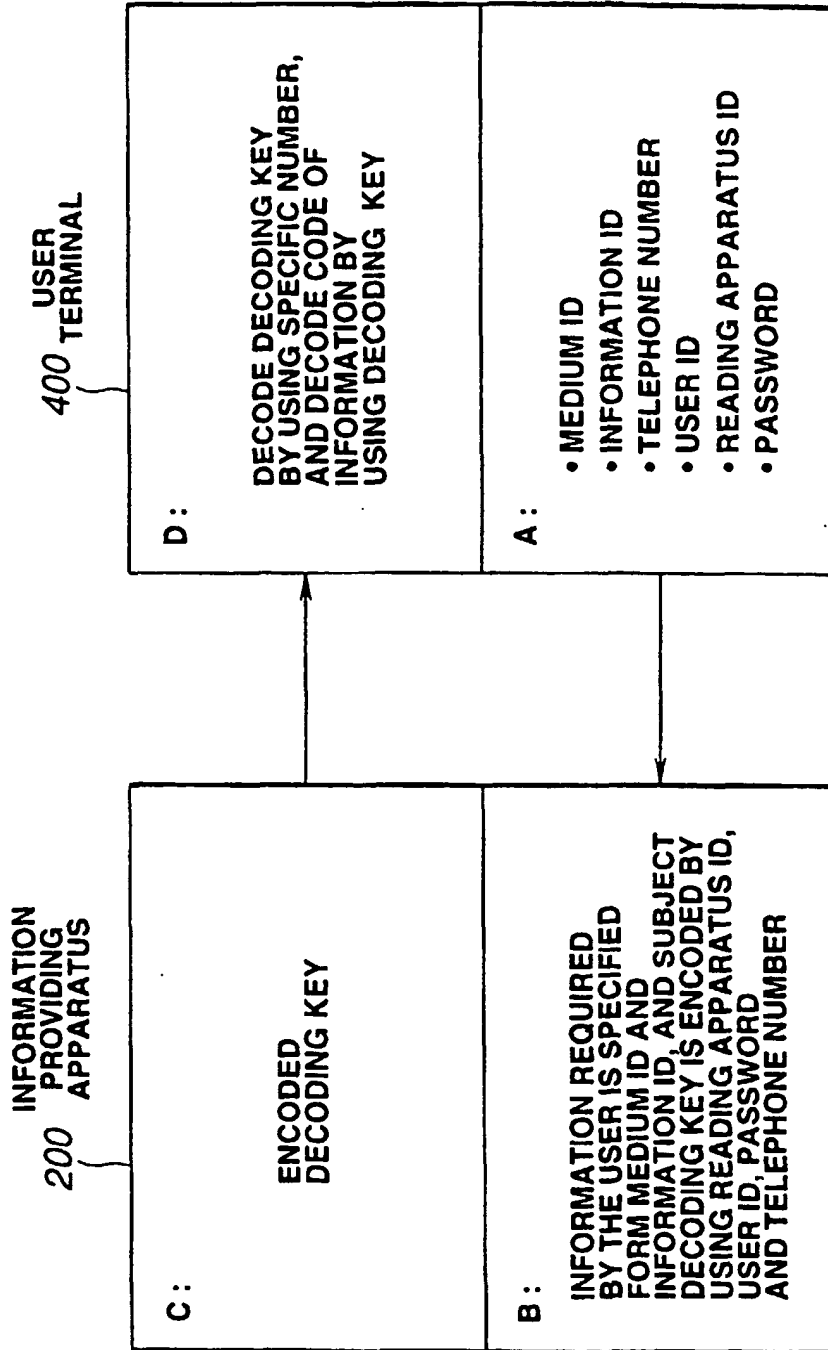 INFORMATION
PROVIDING
APPARATUS
200
C:
ENCODED
DECODING KEY
B:
INFORMATION REQUIRED
BY THE USER IS SPECIFIED
FORM MEDIUM ID AND
INFORMATION ID, AND SUBJECT
DECODING KEY IS ENCODED BY
USING READING APPARATUS ID,
USER ID, PASSWORD
AND TELEPHONE NUMBER
USER
TERMINAL
400
D:
DECODE DECODING KEY
BY USING SPECIFIC NUMBER,
AND DECODE CODE OF
INFORMATION BY
USING DECODING KEY
A:
• MEDIUM ID
• INFORMATION ID
• TELEPHONE NUMBER
• USER ID
• READING APPARATUS ID
• PASSWORD